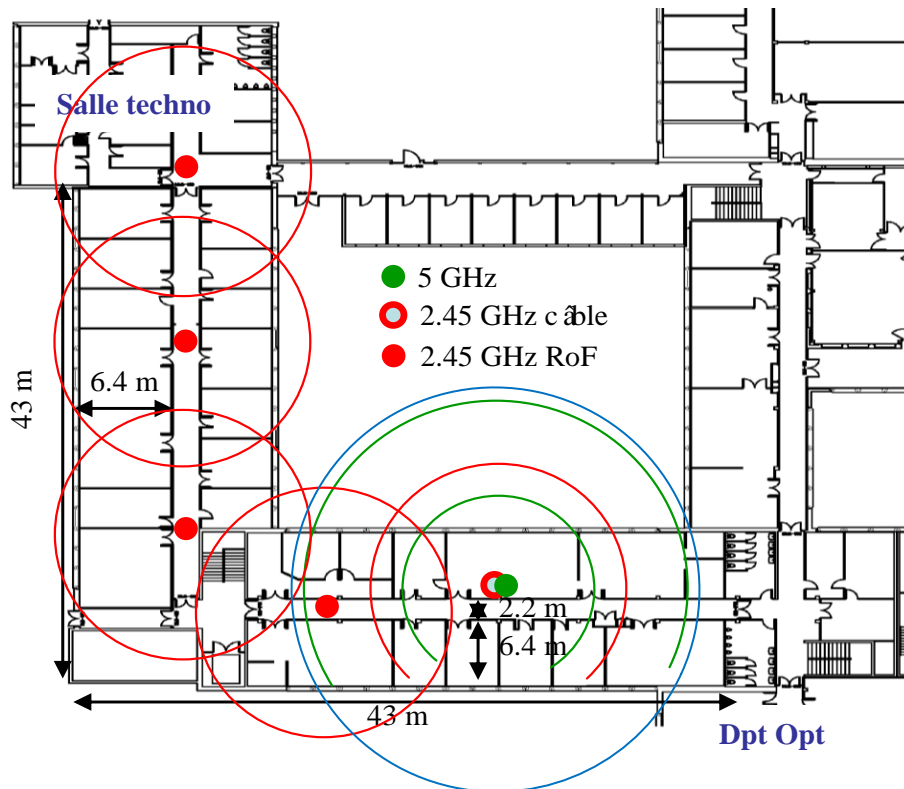 Salle techno
5 GHz
2.45 GHz c âble
2.45 GHz RoF
6.4 m
43 m
2.2 m
6.4 m
43 m
Dpt Opt